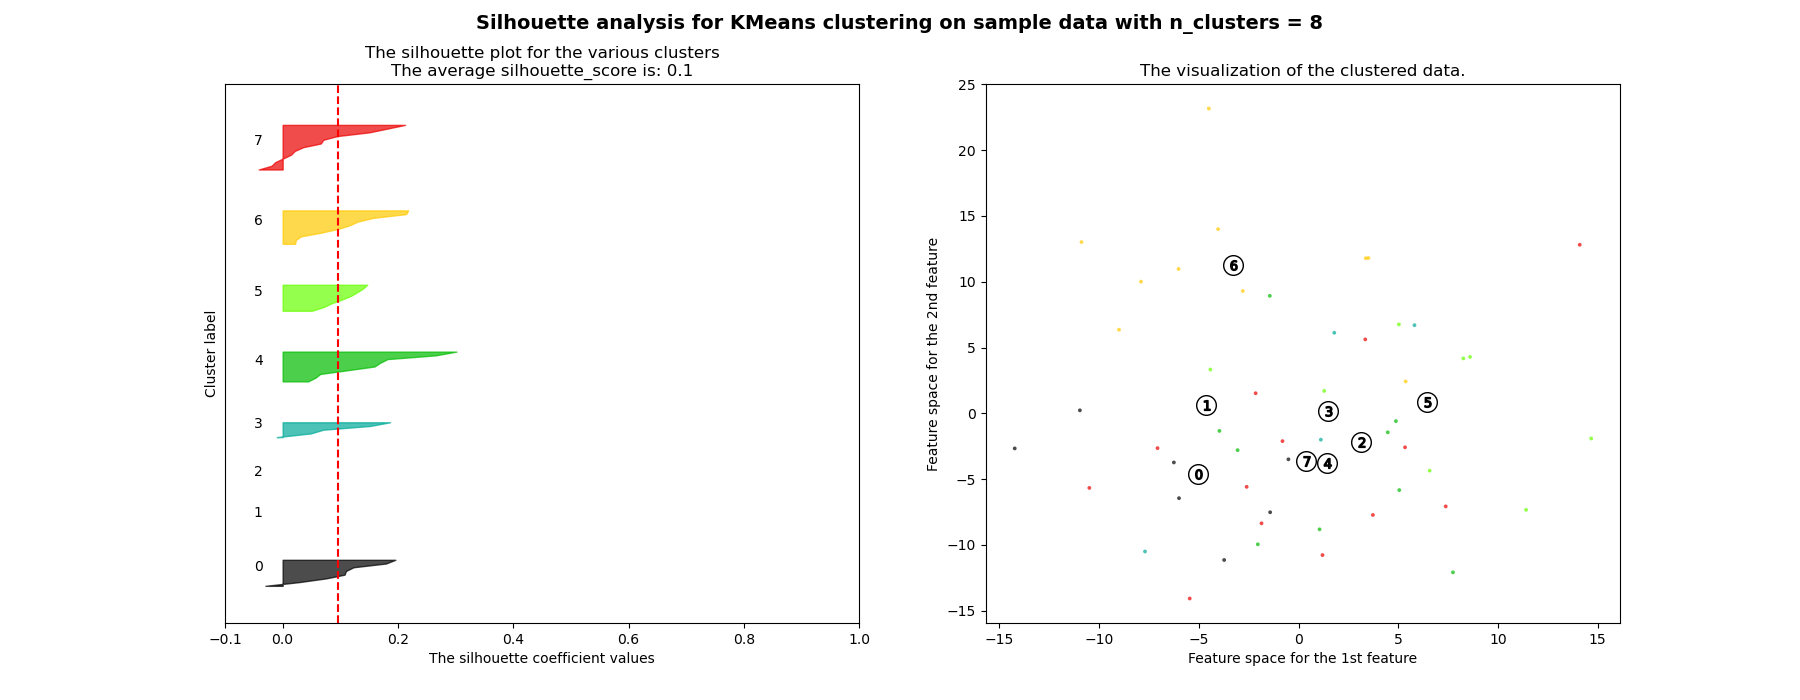 Silhouette analysis for KMeans clustering on sample data with n_clusters = 8
The silhouette plot for the various clusters
The average silhouette_score is: 0.1
Cluster label
7
6
5
4
3
2
1
0
−0.1 0.0 0.2 0.4 0.6 0.8 1.0
The silhouette coefficient values
The visualization of the clustered data.
Feature space for the 2nd feature
25
20
15
10
5
0
−5
−10
−15
6
1
3
5
2
7
4
0
−15 −10 −5 0 5 10 15
Feature space for the 1st feature